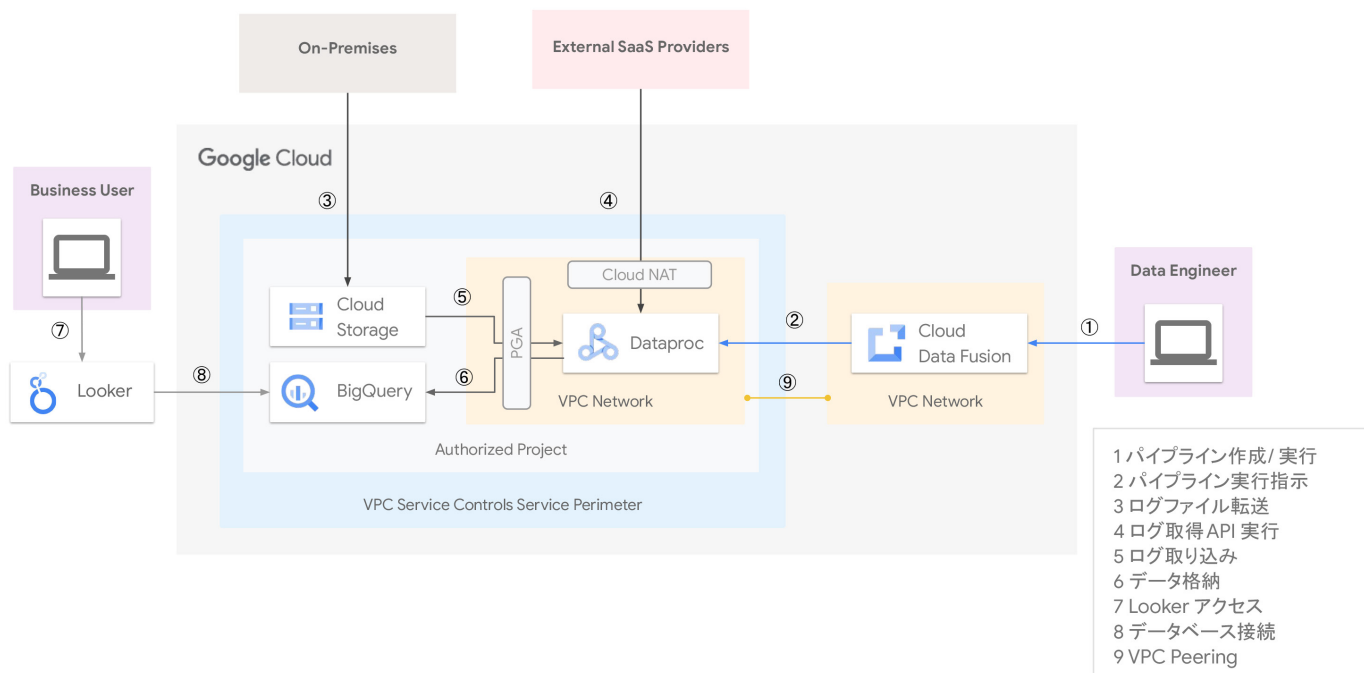 On-Premises
External SaaS Providers
Google Cloud
Business User
③
④
Data Engineer
Cloud NAT
Cloud
Storage
⑤
PGA
Dataproc
②
Cloud
Data Fusion
①
⑦
Looker
⑧
BigQuery
⑥
VPC Network
⑨
VPC Network
Authorized Project
VPC Service Controls Service Perimeter
1 パイプライン作成/ 実行
2 パイプライン実行指示
3 ログファイル転送
4 ログ取得API 実行
5 ログ取り込み
6 データ格納
7 Looker アクセス
8 データベース接続
9 VPC Peering